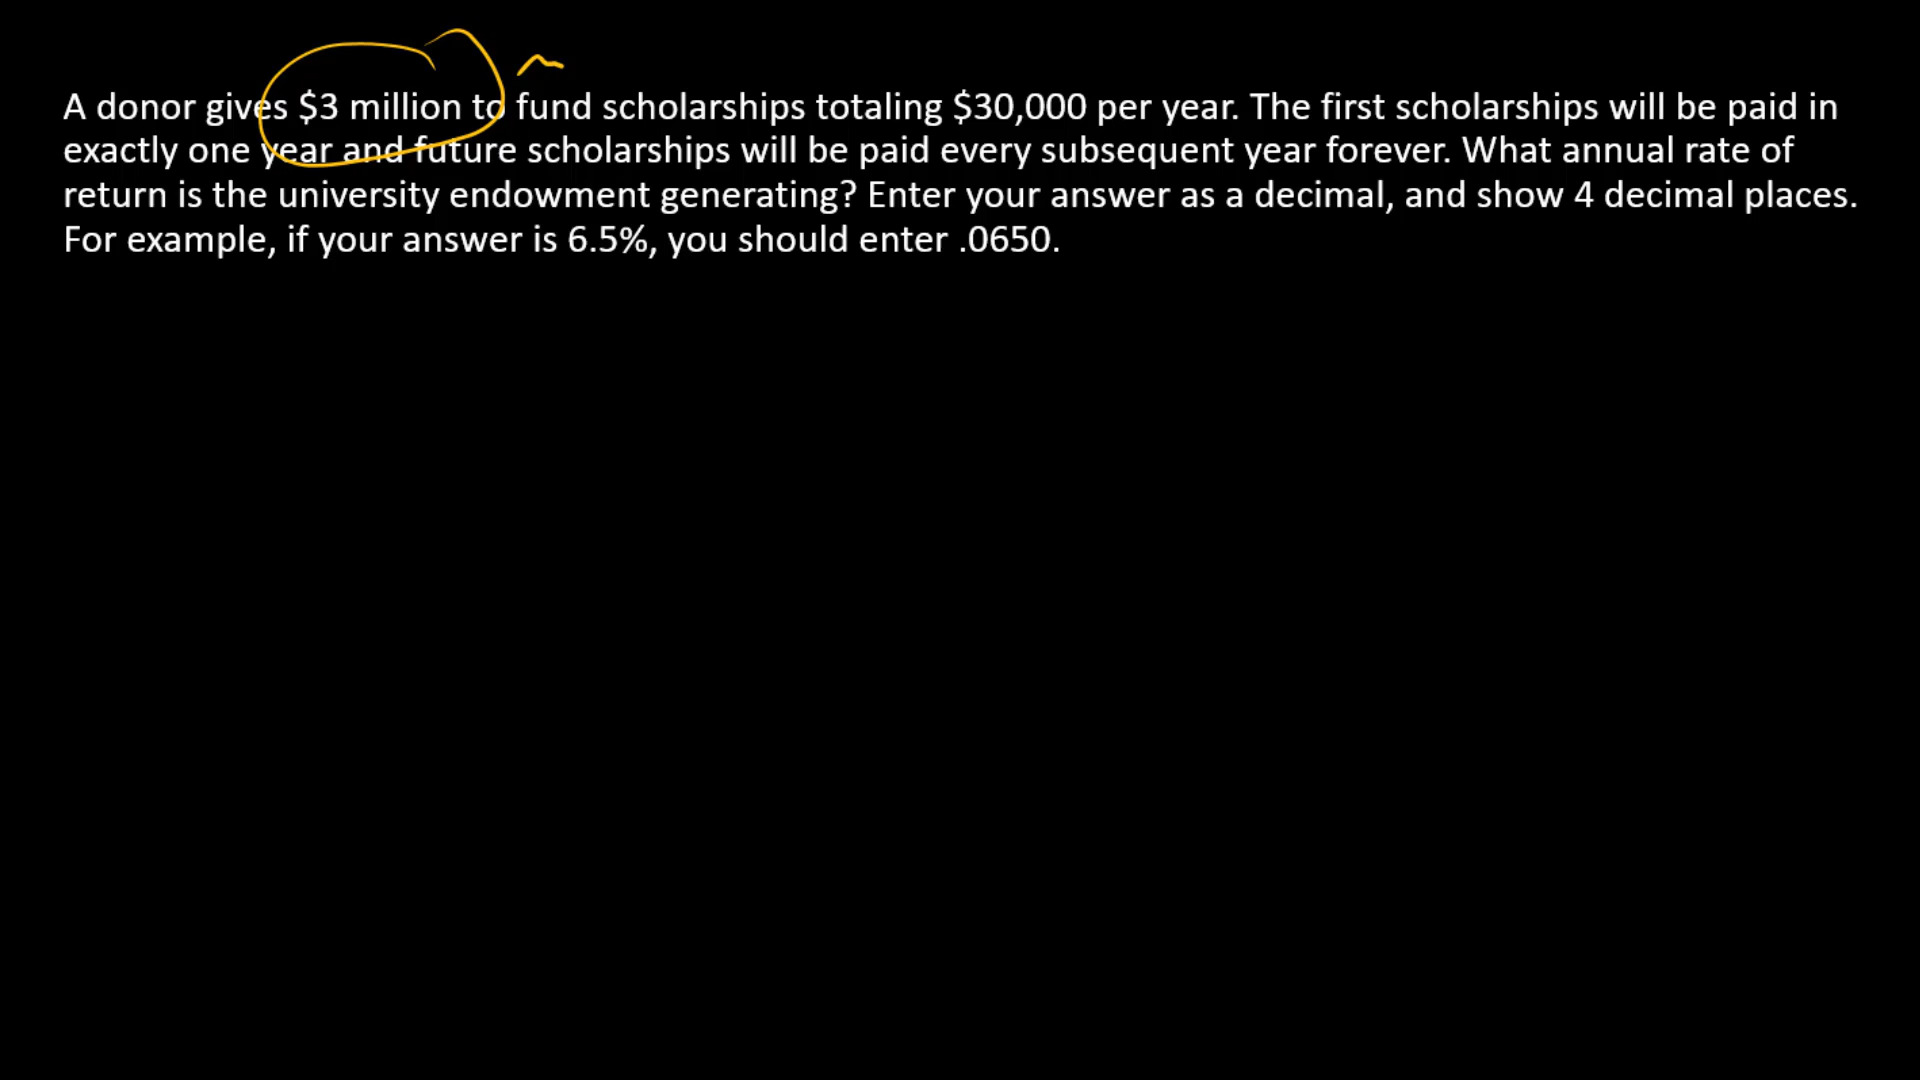 A donor gives $3 million to fund scholarships totaling $30,000 per year. The first scholarships will be paid in
exactly one year and future scholarships will be paid every subsequent year forever. What annual rate of
return is the university endowment generating? Enter your answer as a decimal, and show 4 decimal places.
For example, if your answer is 6.5%, you should enter .0650.